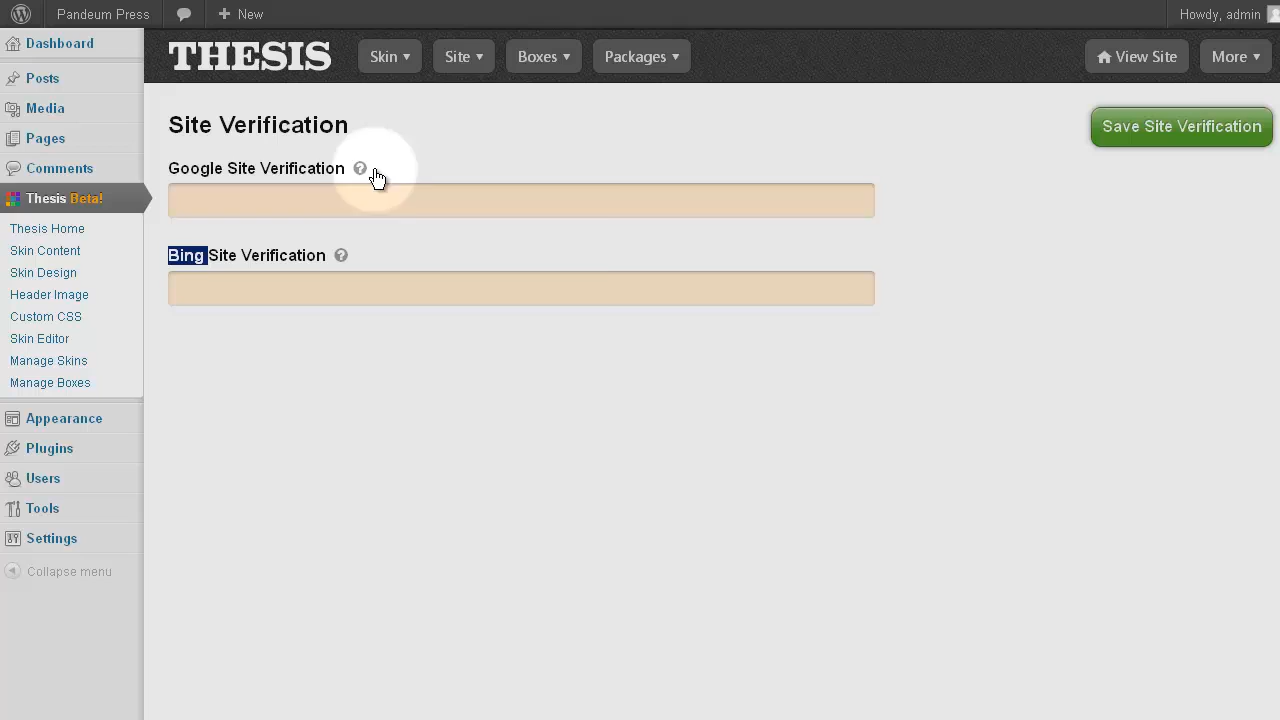 Pandeum Press
New
Howdy, admin
Dashboard
Posts
Media
Pages
Comments
Thesis Beta!
Thesis Home
Skin Content
Skin Design
Header Image
Custom CSS
Skin Editor
Manage Skins
Manage Boxes
Appearance
Plugins
Users
Tools
Settings
Collapse menu
THESIS
Skin
Site
Boxes
Packages
View Site
More
Site Verification
Save Site Verification
Google Site Verification ?
Bing Site Verification ?